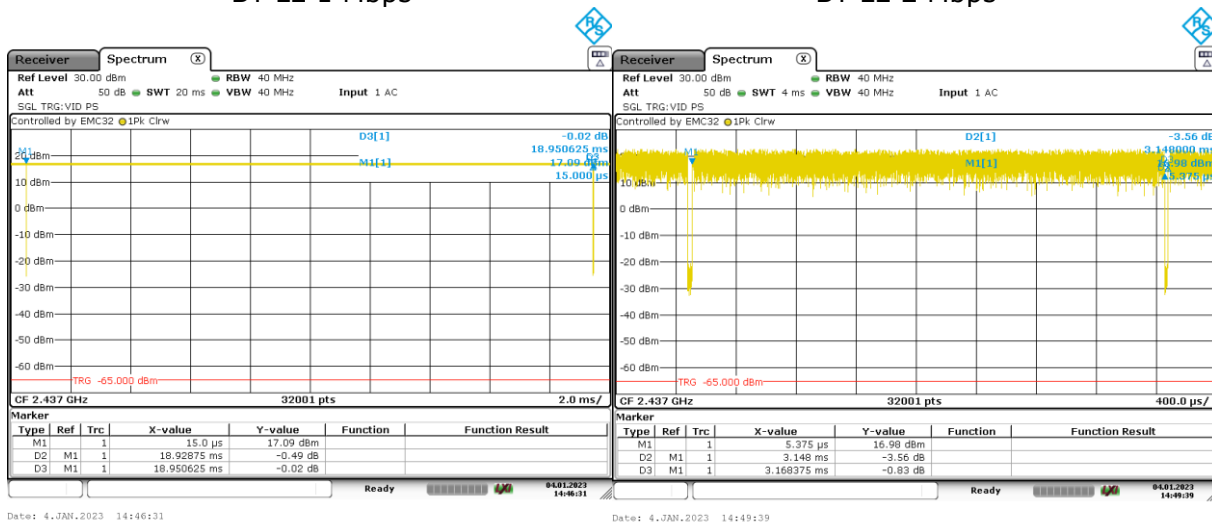 Receiver
Spectrum
X
Ref Level 30.00 dBm
RBW 40 MHz
Att 50 dB
SWT 20 ms
VBW 40 MHz
Input 1 AC
SGL TRG:VID PS
Controlled by EMC32
1Pk Clrw
D3[1] -0.02 dB
18.950625 ms
M1[1] 17.09 dBm
15.000 µs
M1
D3
20 dBm
10 dBm
0 dBm
-10 dBm
-20 dBm
-30 dBm
-40 dBm
-50 dBm
-60 dBm
TRG -65.000 dBm
CF 2.437 GHz 32001 pts 2.0 ms/
Marker
Type Ref Trc X-value Y-value Function Function Result
M1 1 15.0 µs 17.09 dBm
D2 M1 1 18.92875 ms -0.49 dB
D3 M1 1 18.950625 ms -0.02 dB
Ready 04.01.2023
14:46:31
Date: 4.JAN.2023 14:46:31
Receiver
Spectrum
X
Ref Level 30.00 dBm
RBW 40 MHz
Att 50 dB
SWT 4 ms
VBW 40 MHz
Input 1 AC
SGL TRG:VID PS
Controlled by EMC32
1Pk Clrw
D2[1] -3.56 dB
3.148000 ms
M1[1] 16.98 dBm
5.375 µs
M1
10 dBm
0 dBm
-10 dBm
-20 dBm
-30 dBm
-40 dBm
-50 dBm
-60 dBm
TRG -65.000 dBm
CF 2.437 GHz 32001 pts 400.0 µs/
Marker
Type Ref Trc X-value Y-value Function Function Result
M1 1 5.375 µs 16.98 dBm
D2 M1 1 3.148 ms -3.56 dB
D3 M1 1 3.168375 ms -0.83 dB
Ready 04.01.2023
14:49:39
Date: 4.JAN.2023 14:49:39